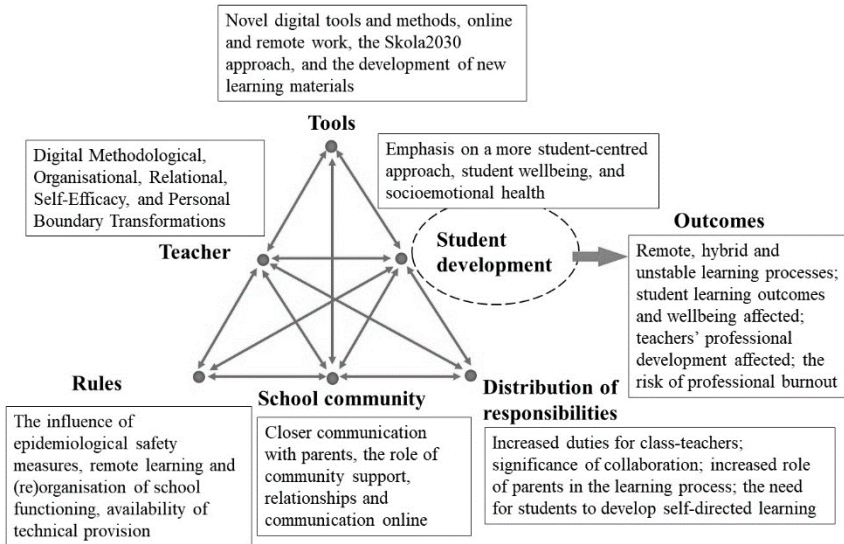 Novel digital tools and methods, online
and remote work, the Skola2030
approach, and the development of new
learning materials
Tools
Digital Methodological,
Organisational, Relational,
Self-Efficacy, and Personal
Boundary Transformations
Emphasis on a more student-centred
approach, student wellbeing, and
socioemotional health
Teacher
Student
development
Outcomes
Remote, hybrid and
unstable learning processes;
student learning outcomes
and wellbeing affected;
teachers’ professional
development affected; the
risk of professional burnout
Rules
The influence of
epidemiological safety
measures, remote learning and
(re)organisation of school
functioning, availability of
technical provision
School community
Closer communication
with parents, the role of
community support,
relationships and
communication online
Distribution of
responsibilities
Increased duties for class-teachers;
significance of collaboration; increased role
of parents in the learning process; the need
for students to develop self-directed learning